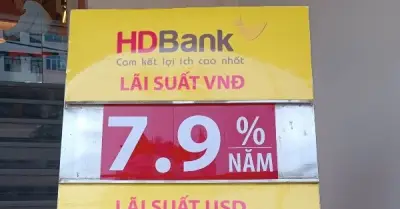 HDBank
Cam kết lợi ích cao nhất
LÃI SUẤT VNĐ
7.9 %
NĂM
LÃI SUẤT USD